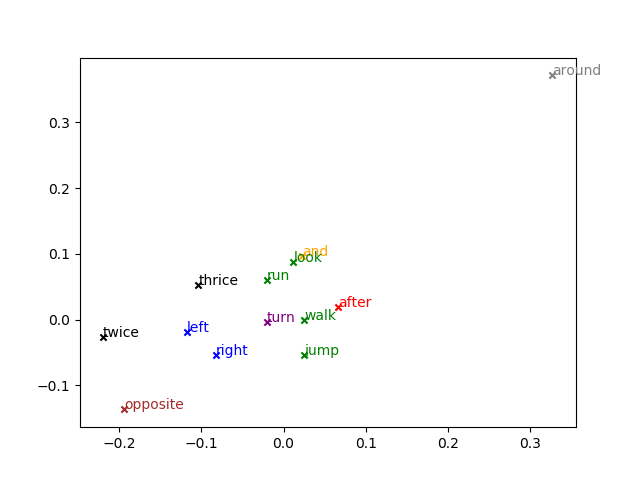 around
0.3
0.2
and
look
0.1
run
thrice
after
walk
turn
0.0
left
twice
right
jump
−0.1
opposite
−0.2 −0.1 0.0 0.1 0.2 0.3